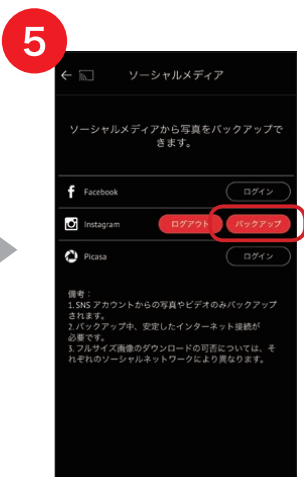 5
ソーシャルメディア
ソーシャルメディアから写真をバックアップで
きます。
Facebook ログイン
Instagram ログアウト バックアップ
Picasa ログイン
備考：
1. SNS アカウントからの写真やビデオのみバックアップ
されます。
2. バックアップ中、安定したインターネット接続が
必要です。
3. フルサイズ画像のダウンロードの可否については、そ
れぞれのソーシャルネットワークにより異なります。